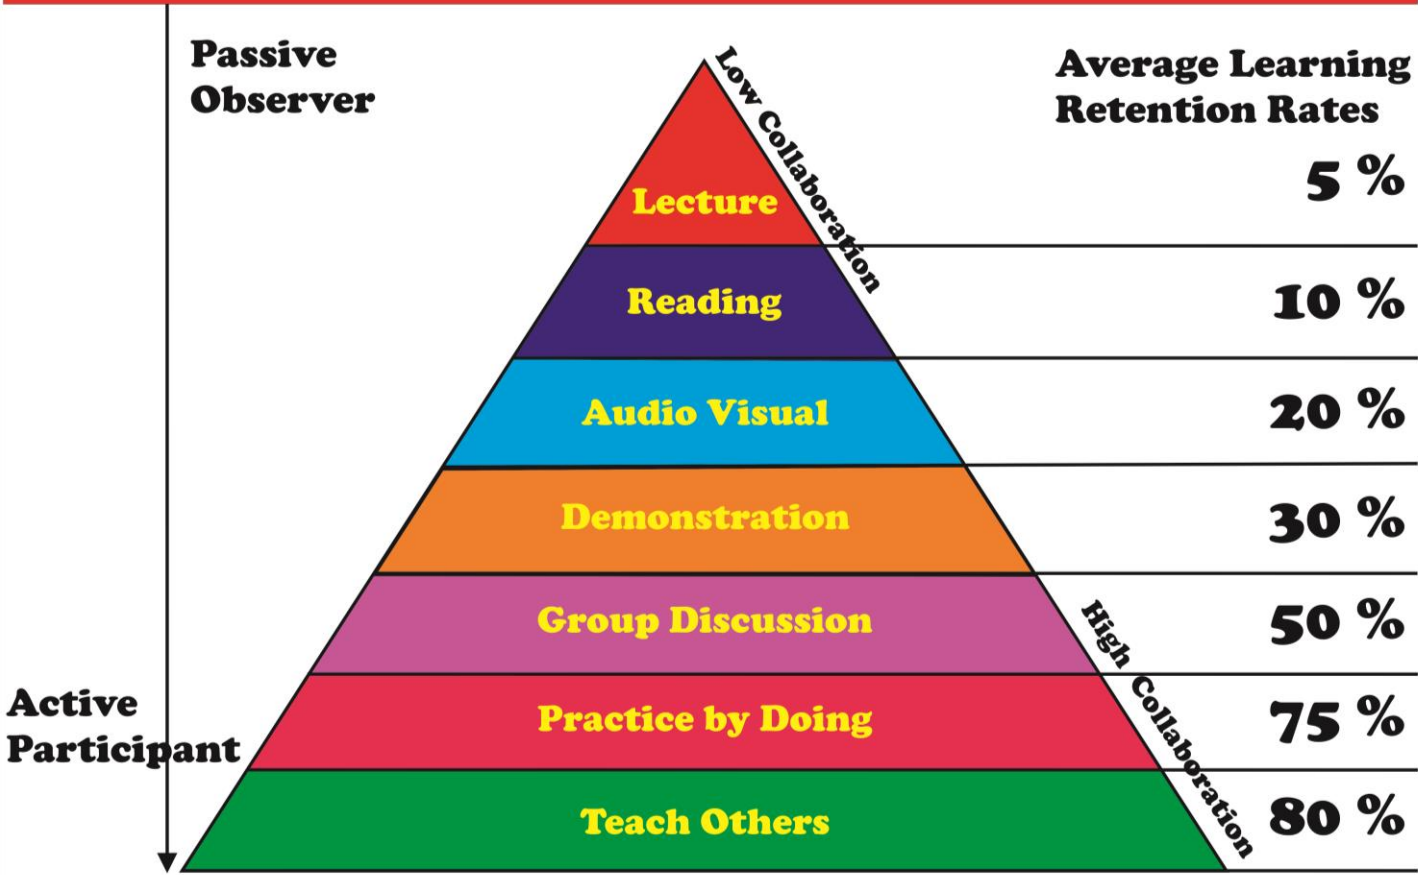 Passive
Observer
Low Collaboration
Average Learning
Retention Rates
Lecture
5 %
Reading
10 %
Audio Visual
20 %
Demonstration
30 %
Group Discussion
50 %
High Collaboration
Active
Participant
Practice by Doing
75 %
Teach Others
80 %